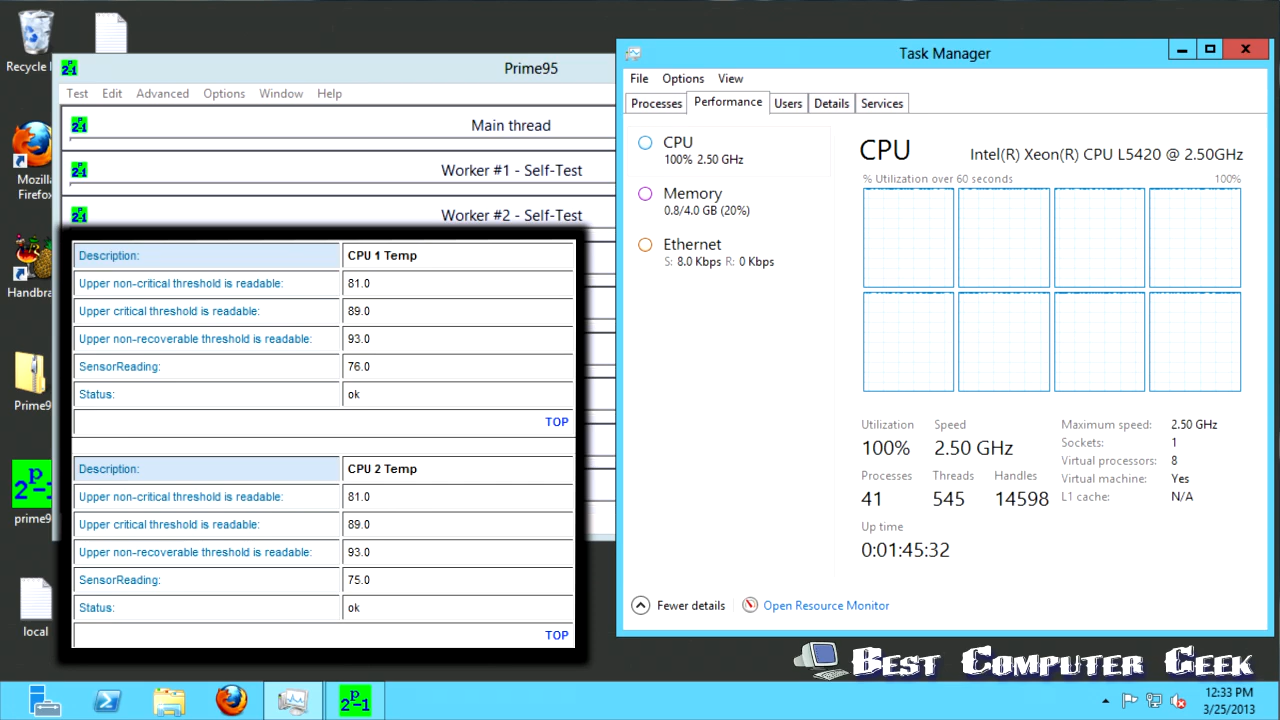 Recycle
Mozill
Firefo
Handbra
Prime95
prime9
local
Prime95
Test Edit Advanced Options Window Help
Main thread
Worker #1 - Self-Test
Worker #2 - Self-Test
Description: CPU 1 Temp
Upper non-critical threshold is readable: 81.0
Upper critical threshold is readable: 89.0
Upper non-recoverable threshold is readable: 93.0
SensorReading: 76.0
Status: ok
TOP
Description: CPU 2 Temp
Upper non-critical threshold is readable: 81.0
Upper critical threshold is readable: 89.0
Upper non-recoverable threshold is readable: 93.0
SensorReading: 75.0
Status: ok
TOP
Task Manager
File Options View
Processes Performance Users Details Services
CPU
100% 2.50 GHz
Memory
0.8/4.0 GB (20%)
Ethernet
S: 8.0 Kbps R: 0 Kbps
CPU Intel(R) Xeon(R) CPU L5420 @ 2.50GHz
% Utilization over 60 seconds 100%
Utilization Speed
100% 2.50 GHz
Processes Threads Handles
41 545 14598
Up time
0:01:45:32
Maximum speed: 2.50 GHz
Sockets: 1
Virtual processors: 8
Virtual machine: Yes
L1 cache: N/A
Fewer details Open Resource Monitor
Best Computer Geek
12:33 PM
3/25/2013